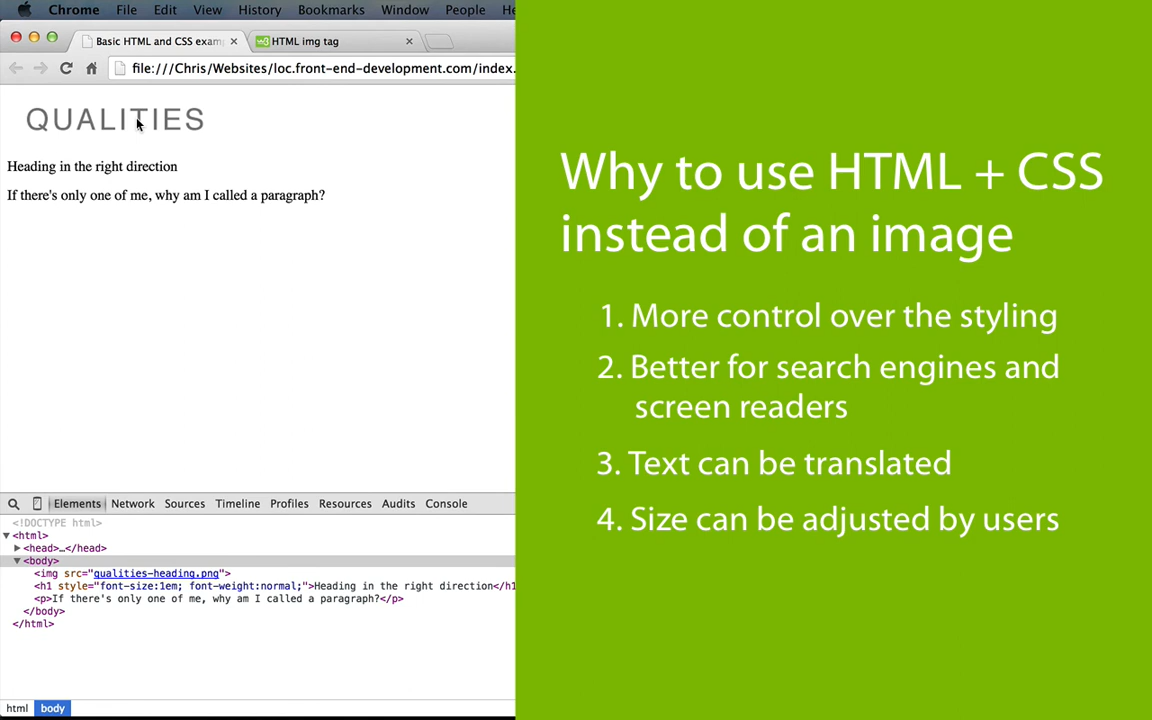 Chrome File Edit View History Bookmarks Window People
Basic HTML and CSS exam
HTML img tag
file:///Chris/Websites/loc.front-end-development.com/index.
QUALITIES
Heading in the right direction
If there's only one of me, why am I called a paragraph?
Elements Network Sources Timeline Profiles Resources Audits Console
<!DOCTYPE html>
<html>
<head>…</head>
<body>
<img src="qualities-heading.png">
<h1 style="font-size:1em; font-weight:normal;">Heading in the right direction</h1
<p>If there's only one of me, why am I called a paragraph?</p>
</body>
</html>
html body
Why to use HTML + CSS
instead of an image
1. More control over the styling
2. Better for search engines and
screen readers
3. Text can be translated
4. Size can be adjusted by users